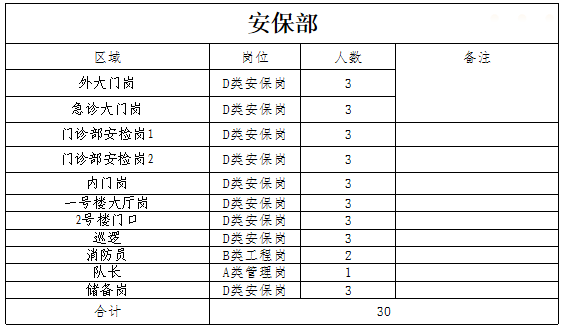 安保部
区域 岗位 人数 备注
外大门岗 D类安保岗 3
急诊大门岗 D类安保岗 3
门诊部安检岗1 D类安保岗 3
门诊部安检岗2 D类安保岗 3
内门岗 D类安保岗 3
一号楼大厅岗 D类安保岗 3
2号楼门口 D类安保岗 3
巡逻 D类安保岗 3
消防员 B类工程岗 2
队长 A类管理岗 1
储备岗 D类安保岗 3
合计 30